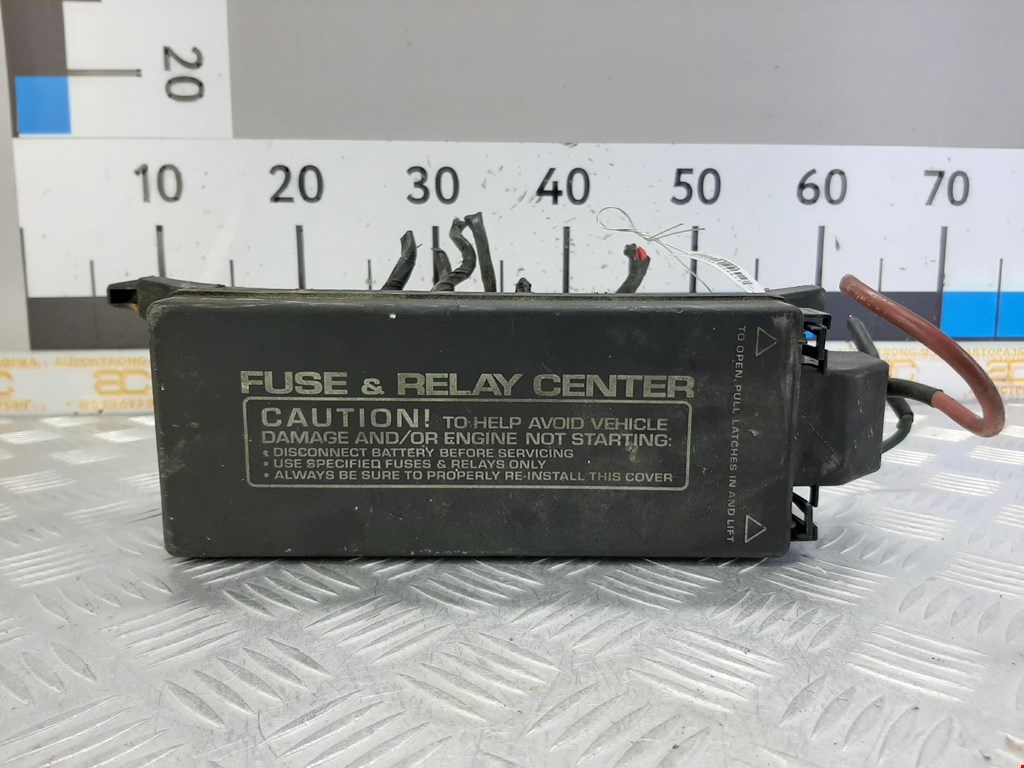 20
10 20 30 40 50 60 70
FUSE & RELAY CENTER
CAUTION! TO HELP AVOID VEHICLE
DAMAGE AND/OR ENGINE NOT STARTING:
• DISCONNECT BATTERY BEFORE SERVICING
• USE SPECIFIED FUSES & RELAYS ONLY
• ALWAYS BE SURE TO PROPERLY RE-INSTALL THIS COVER
TO OPEN, PULL LATCHES IN AND LIFT